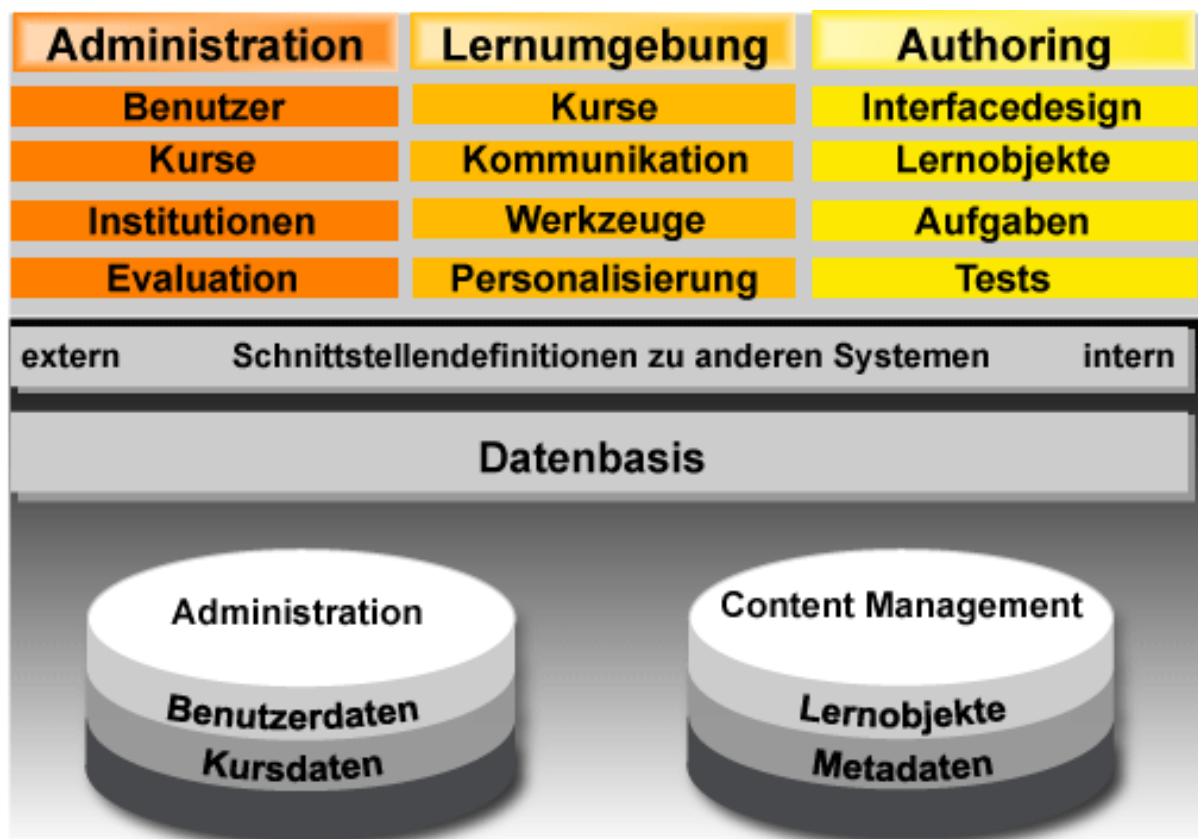 Administration Lernumgebung Authoring
Benutzer Kurse Interfacedesign
Kurse Kommunikation Lernobjekte
Institutionen Werkzeuge Aufgaben
Evaluation Personalisierung Tests
extern Schnittstellendefinitionen zu anderen Systemen intern
Datenbasis
Administration Content Management
Benutzerdaten Lernobjekte
Kursdaten Metadaten